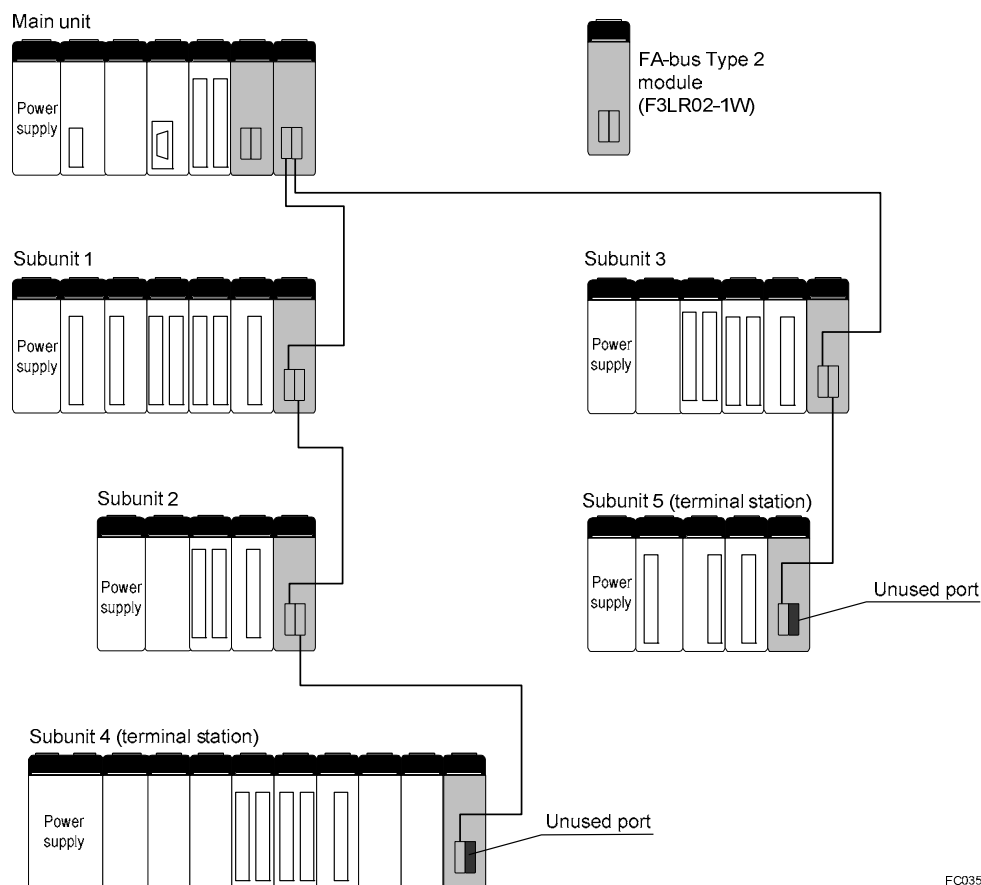 Main unit
Power
supply
FA-bus Type 2
module
(F3LR02-1W)
Subunit 1
Power
supply
Subunit 3
Power
supply
Subunit 2
Power
supply
Subunit 5 (terminal station)
Power
supply
Unused port
Subunit 4 (terminal station)
Power
supply
Unused port
FC035